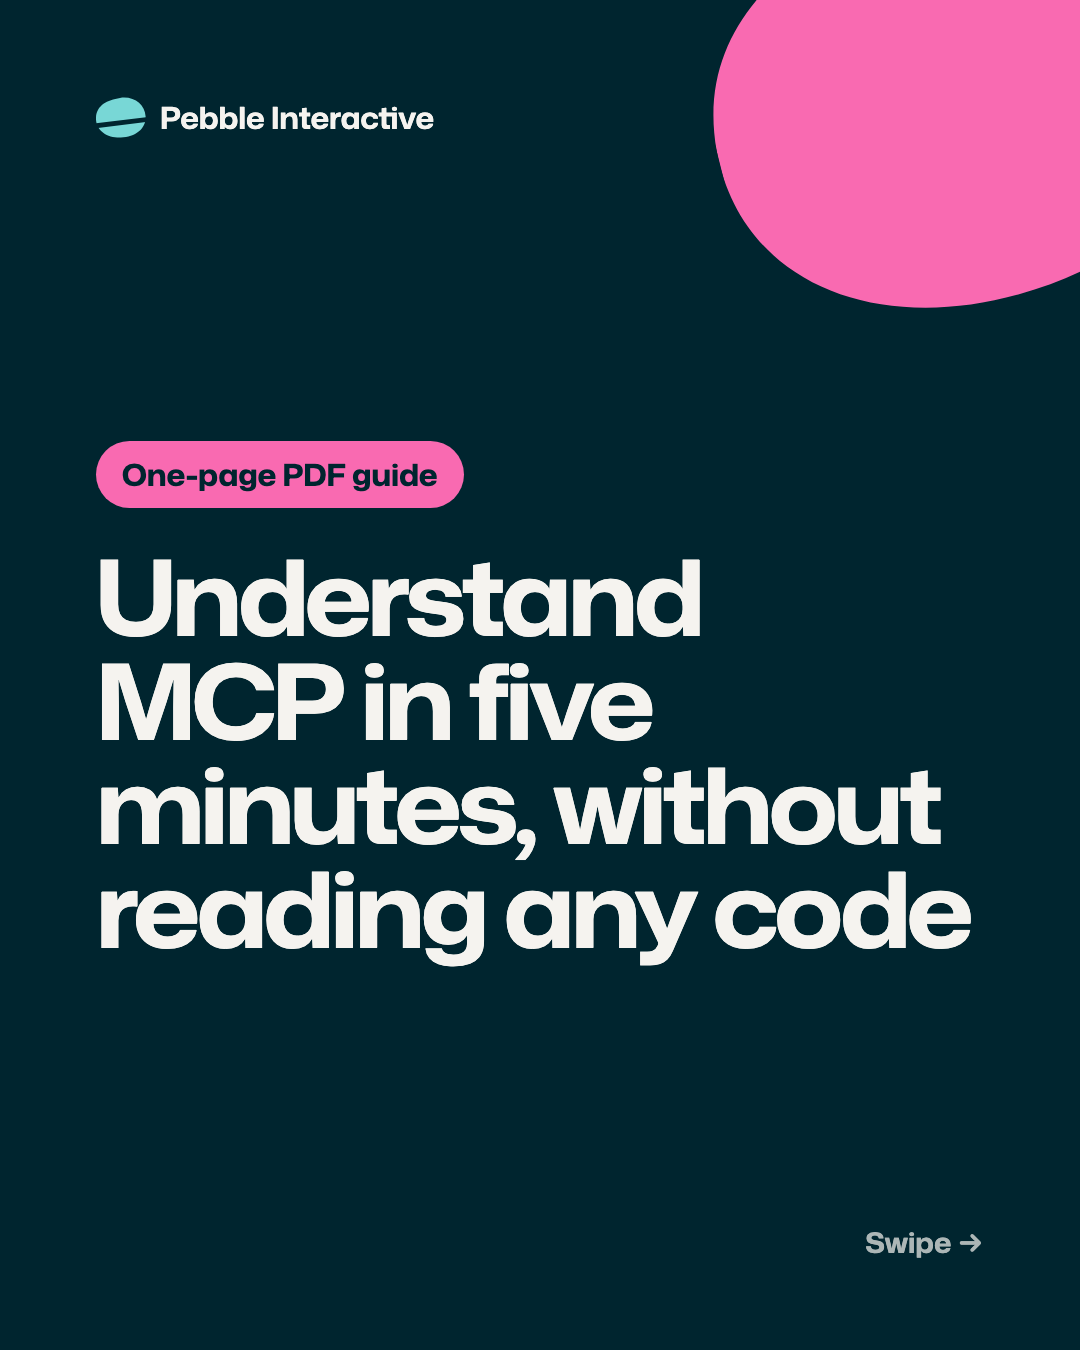 Pebble Interactive
One-page PDF guide
Understand
MCP in five
minutes, without
reading any code
Swipe →